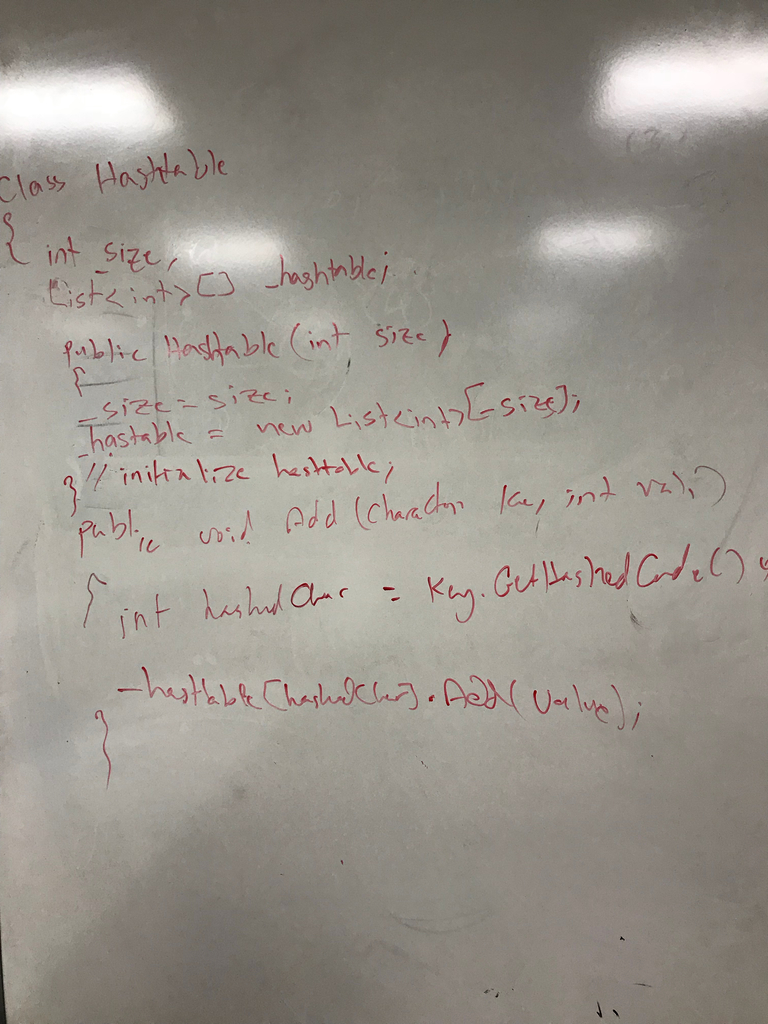 Class Hashtable
{
int _size,
List<int>[] _hashtable;
public Hashtable (int size)
{
_size = size;
_hastable = new List<int>[_size];
} // initialize hashtable;
public void Add (Character Key, int val)
{ int hashedChar = Key.GetHashedCode()
_hashtable[hashedChar].Add(value);
}